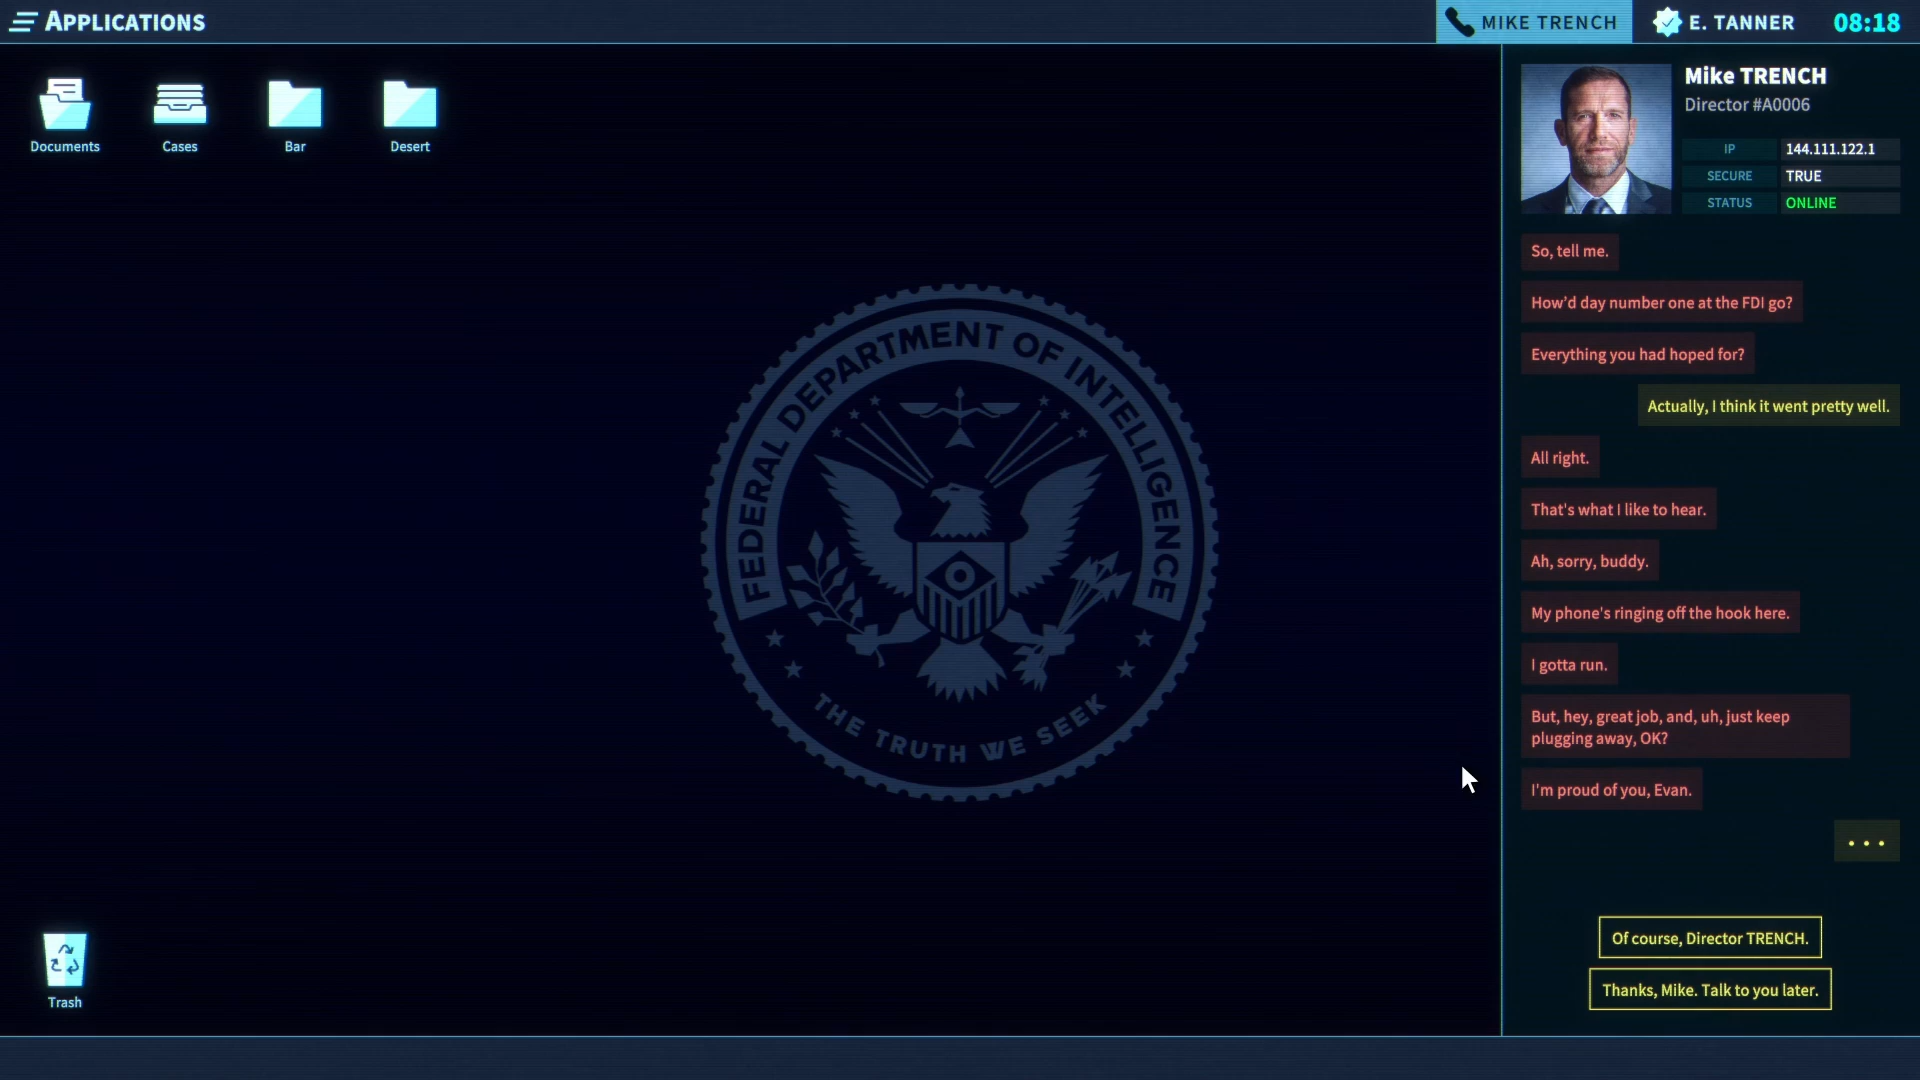 APPLICATIONS
MIKE TRENCH
E. TANNER
08:18
Documents
Cases
Bar
Desert
Mike TRENCH
Director #A0006
IP 144.111.122.1
SECURE TRUE
STATUS ONLINE
So, tell me.
How'd day number one at the FDI go?
Everything you had hoped for?
Actually, I think it went pretty well.
All right.
That's what I like to hear.
Ah, sorry, buddy.
My phone's ringing off the hook here.
I gotta run.
But, hey, great job, and, uh, just keep
plugging away, OK?
I'm proud of you, Evan.
...
Of course, Director TRENCH.
Thanks, Mike. Talk to you later.
FEDERAL DEPARTMENT OF INTELLIGENCE
THE TRUTH WE SEEK
Trash